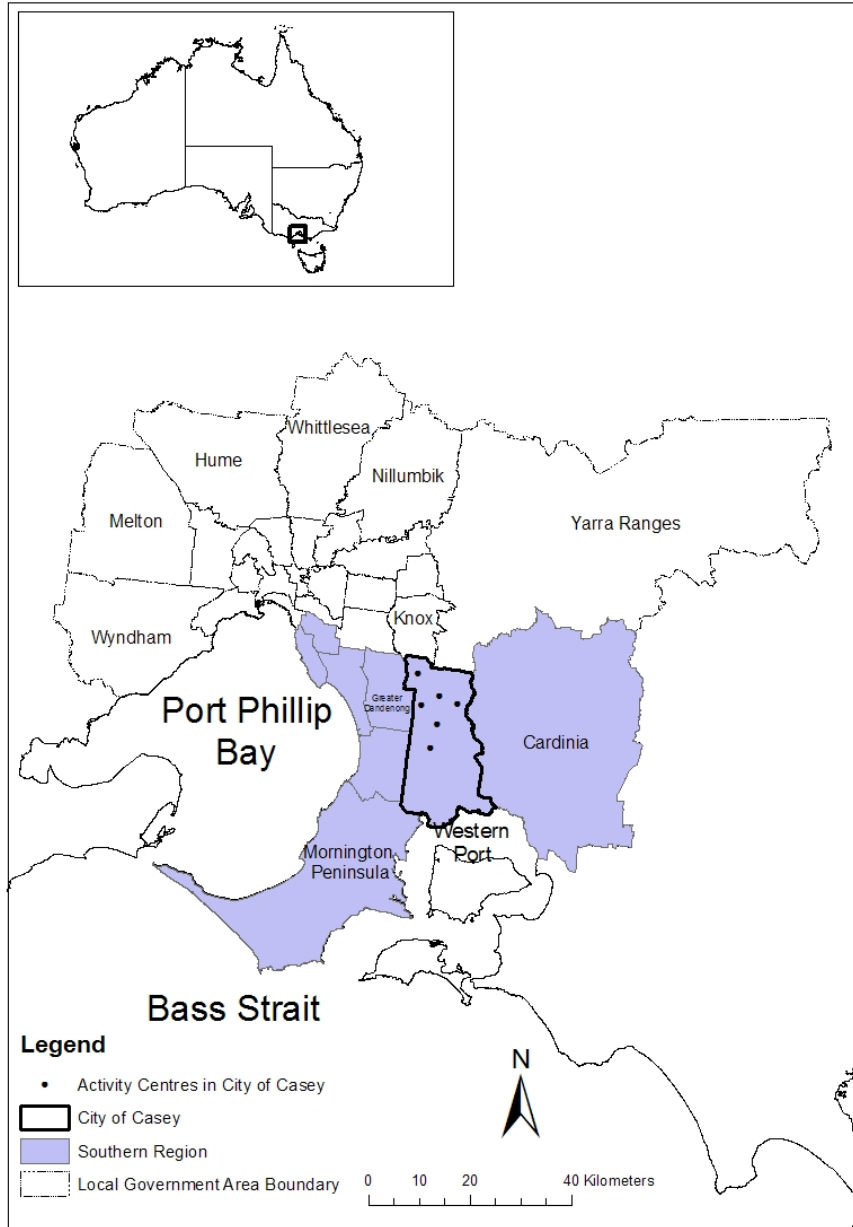 Whittlesea
Hume
Nillumbik
Melton
Yarra Ranges
Knox
Wyndham
Greater
Dandenong
Port Phillip
Bay
Cardinia
Western
Port
Mornington
Peninsula
Bass Strait
Legend
Activity Centres in City of Casey
City of Casey
Southern Region
Local Government Area Boundary
N
0 10 20 40 Kilometers